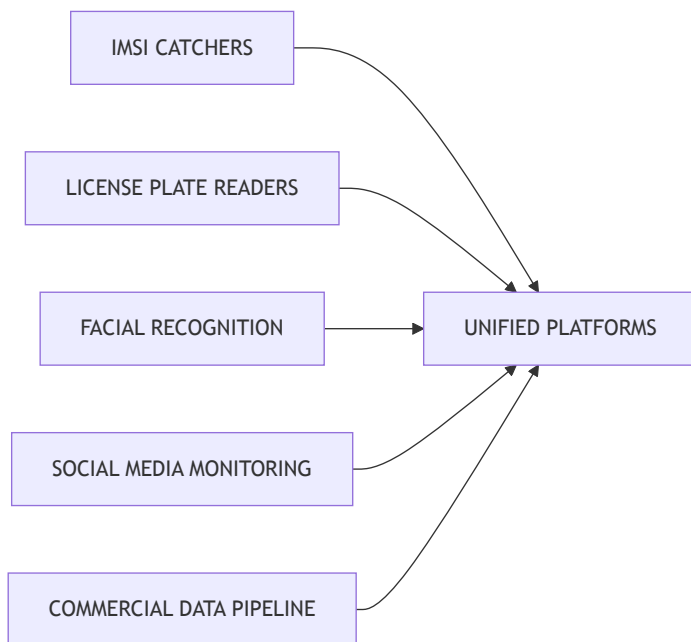 IMSI CATCHERS
LICENSE PLATE READERS
FACIAL RECOGNITION
UNIFIED PLATFORMS
SOCIAL MEDIA MONITORING
COMMERCIAL DATA PIPELINE